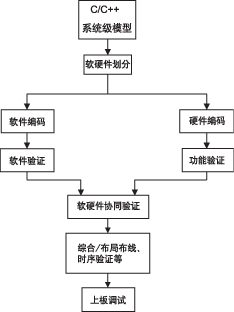 C/C++
系统级模型
软硬件划分
软件编码
硬件编码
软件验证
功能验证
软硬件协同验证
综合/布局布线、
时序验证等
上板调试